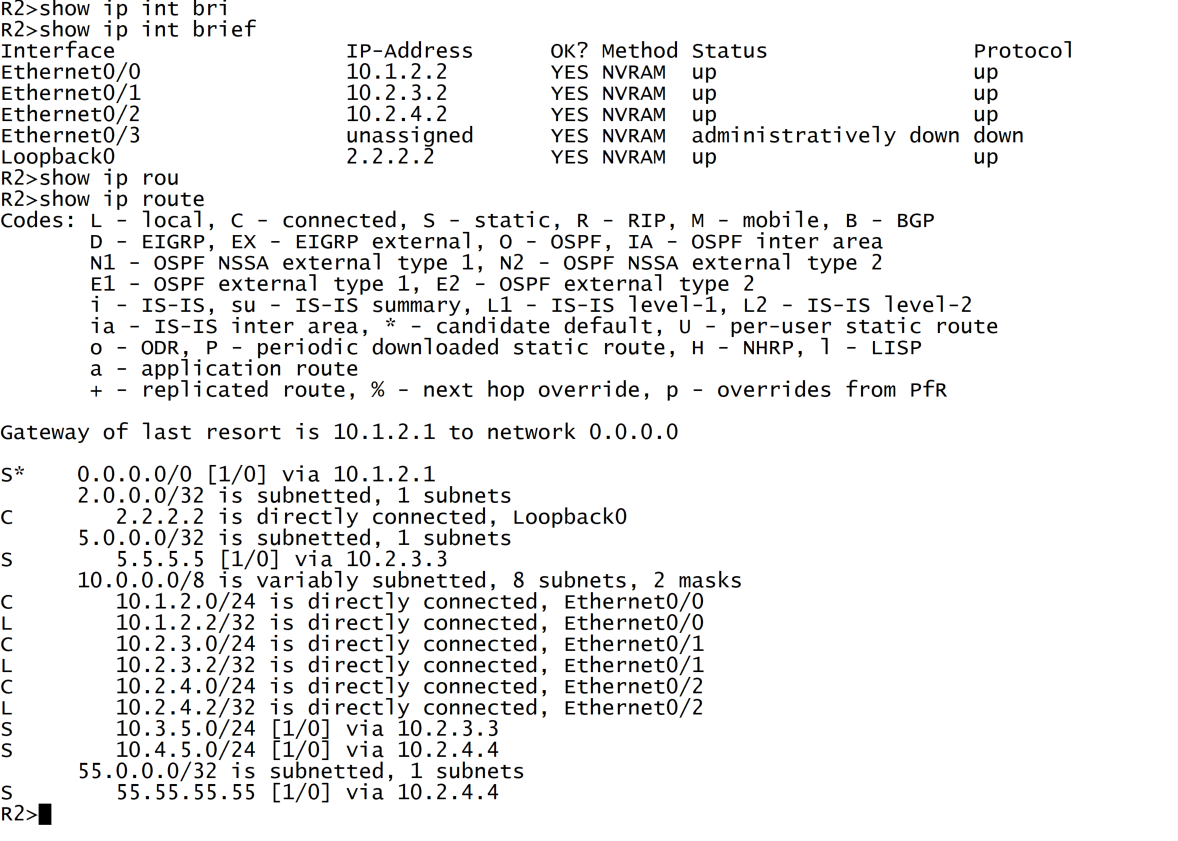 R2>show ip int bri
R2>show ip int brief
Interface                  IP-Address      OK? Method Status                Protocol
Ethernet0/0                10.1.2.2        YES NVRAM  up                    up
Ethernet0/1                10.2.3.2        YES NVRAM  up                    up
Ethernet0/2                10.2.4.2        YES NVRAM  up                    up
Ethernet0/3                unassigned      YES NVRAM  administratively down down
Loopback0                  2.2.2.2         YES NVRAM  up                    up
R2>show ip rou
R2>show ip route
Codes: L - local, C - connected, S - static, R - RIP, M - mobile, B - BGP
       D - EIGRP, EX - EIGRP external, O - OSPF, IA - OSPF inter area
       N1 - OSPF NSSA external type 1, N2 - OSPF NSSA external type 2
       E1 - OSPF external type 1, E2 - OSPF external type 2
       i - IS-IS, su - IS-IS summary, L1 - IS-IS level-1, L2 - IS-IS level-2
       ia - IS-IS inter area, * - candidate default, U - per-user static route
       o - ODR, P - periodic downloaded static route, H - NHRP, l - LISP
       a - application route
       + - replicated route, % - next hop override, p - overrides from PfR

Gateway of last resort is 10.1.2.1 to network 0.0.0.0

S*    0.0.0.0/0 [1/0] via 10.1.2.1
      2.0.0.0/32 is subnetted, 1 subnets
C        2.2.2.2 is directly connected, Loopback0
      5.0.0.0/32 is subnetted, 1 subnets
S        5.5.5.5 [1/0] via 10.2.3.3
      10.0.0.0/8 is variably subnetted, 8 subnets, 2 masks
C        10.1.2.0/24 is directly connected, Ethernet0/0
L        10.1.2.2/32 is directly connected, Ethernet0/0
C        10.2.3.0/24 is directly connected, Ethernet0/1
L        10.2.3.2/32 is directly connected, Ethernet0/1
C        10.2.4.0/24 is directly connected, Ethernet0/2
L        10.2.4.2/32 is directly connected, Ethernet0/2
S        10.3.5.0/24 [1/0] via 10.2.3.3
S        10.4.5.0/24 [1/0] via 10.2.4.4
      55.0.0.0/32 is subnetted, 1 subnets
S        55.55.55.55 [1/0] via 10.2.4.4
R2>